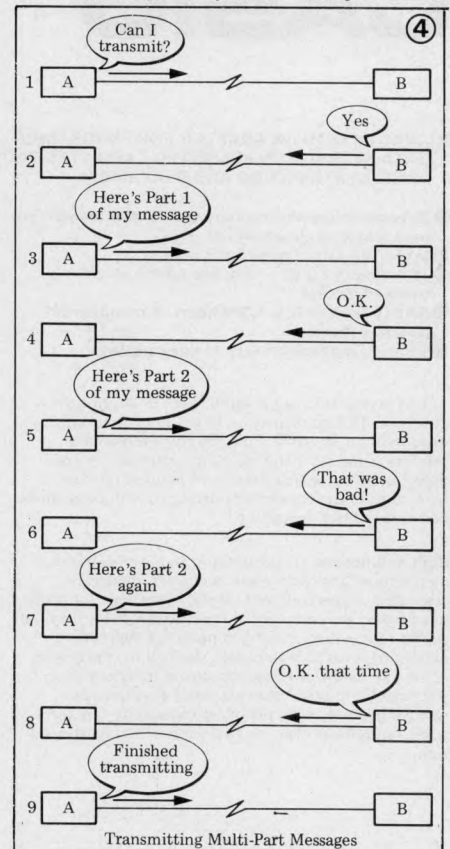 ④
Can I
transmit?
1 A B
Yes
2 A B
Here's Part 1
of my message
3 A B
O.K.
4 A B
Here's Part 2
of my message
5 A B
That was
bad!
6 A B
Here's Part 2
again
7 A B
O.K. that time
8 A B
Finished
transmitting
9 A B
Transmitting Multi-Part Messages